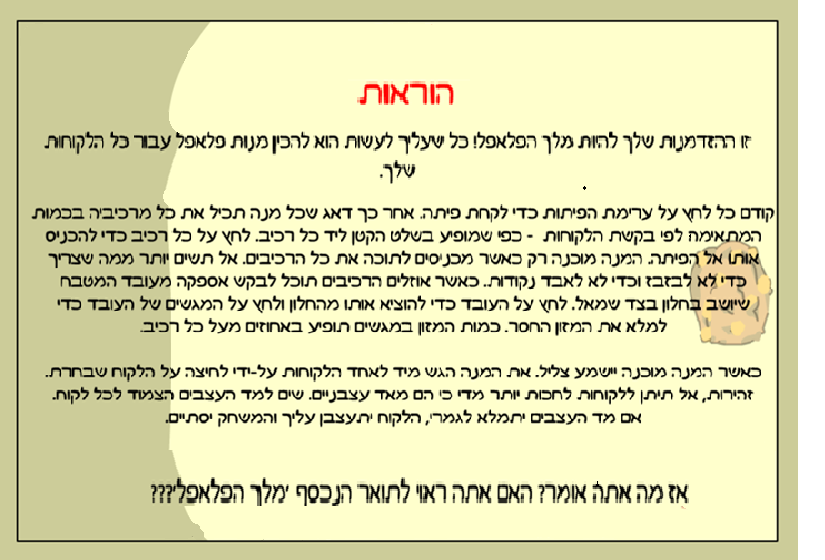 הוראות
זו ההזדמנות שלך להיות מלך הפלאפל! כל שעליך לעשות הוא להכין מנות פלאפל עבור כל הלקוחות
שלך.
קודם כל לחץ על ערימת הפיתות כדי לקחת פיתה. אחר כך דאג שכל מנה תכיל את כל מרכיביה בכמות
המתאימה לפי בקשת הלקוחות - כפי שמופיע בשלט הקטן ליד כל רכיב. לחץ על כל רכיב כדי להכניס
אותו אל הפיתה. המנה מוכנה רק כאשר מכניסים לתוכה את כל הרכיבים. אל תשים יותר ממה שצריך
כדי לא לבזבז וכדי לא לאבד נקודות. כאשר אוזלים הרכיבים תוכל לבקש אספקה מעובד המטבח
שיושב בחלון בצד שמאל. לחץ על העובד כדי להוציא אותו מהחלון ולחץ על המגשים של העובד כדי
למלא את המזון החסר. כמות המזון במגשים תופיע באחוזים מעל כל רכיב.
כאשר המנה מוכנה יישמע צליל. את המנה הגש מיד לאחד הלקוחות על-ידי לחיצה על הלקוח שבחרת.
זהירות, אל תיתן ללקוחות לחכות יותר מדי כי הם מאד עצבניים. שים למד העצבים הצמוד לכל לקוח.
אם מד העצבים יתמלא לגמרי, הלקוח יתעצבן עליך והמשחק יסתיים.
אז מה אתה אומר? האם אתה ראוי לתואר הנכסף 'מלך הפלאפל'???